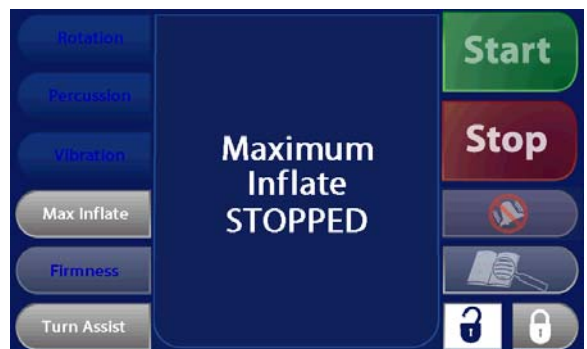 Rotation
Percussion
Vibration
Max Inflate
Firmness
Turn Assist
Maximum
Inflate
STOPPED
Start
Stop